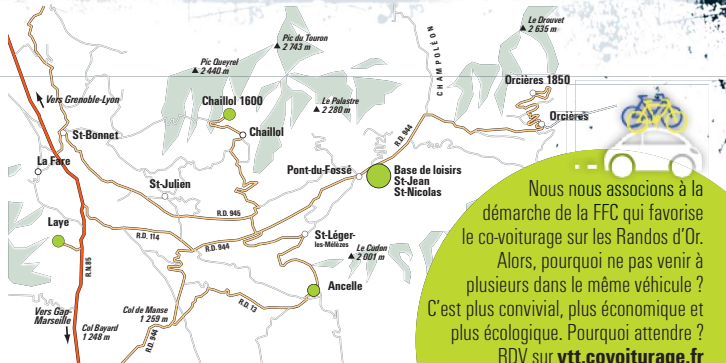 Le Drouvet
2 635 m
Pic du Touron
2 743 m
CHAMPOLÉON
Pic Queyrel
2 440 m
Orcières 1850
Vers Grenoble-Lyon
Chaillol 1600
Le Palastre
2 280 m
Orcières
St-Bonnet
Chaillol
R.D. 944
La Fare
Pont-du-Fossé
Base de loisirs
St-Jean
St-Nicolas
St-Julien
R.D. 945
Laye
R.D. 114
R.D. 944
St-Léger-
les-Mélèzes
Le Cuchon
2 001 m
R.N.85
Ancelle
Vers Gap-
Marseille
Col de Manse
1 259 m
R.D. 13
Col Bayard
1 248 m
R.D. 944
Nous nous associons à la
démarche de la FFC qui favorise
le co-voiturage sur les Randos d'Or.
Alors, pourquoi ne pas venir à
plusieurs dans le même véhicule ?
C'est plus convivial, plus économique et
plus écologique. Pourquoi attendre ?
RDV sur vtt.covoiturage.fr